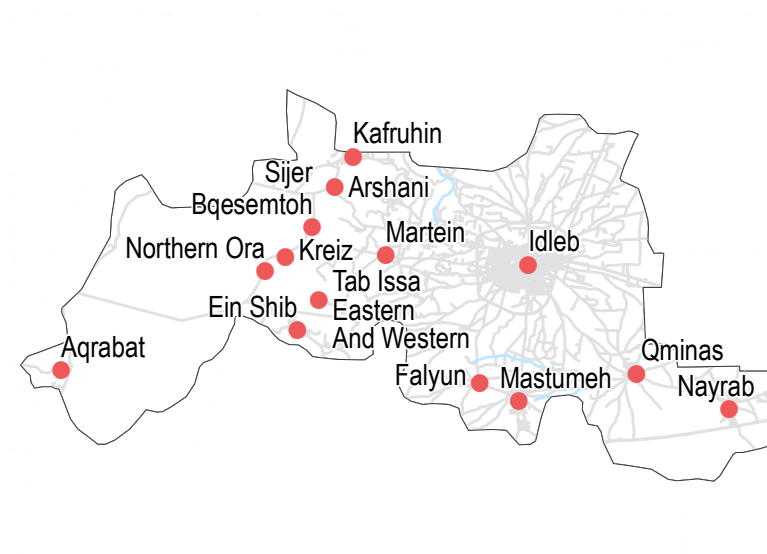 Kafruhin
Sijer
Arshani
Bqesemtoh
Martein
Idleb
Northern Ora
Kreiz
Tab Issa
Eastern
And Western
Ein Shib
Aqrabat
Qminas
Falyun
Mastumeh
Nayrab